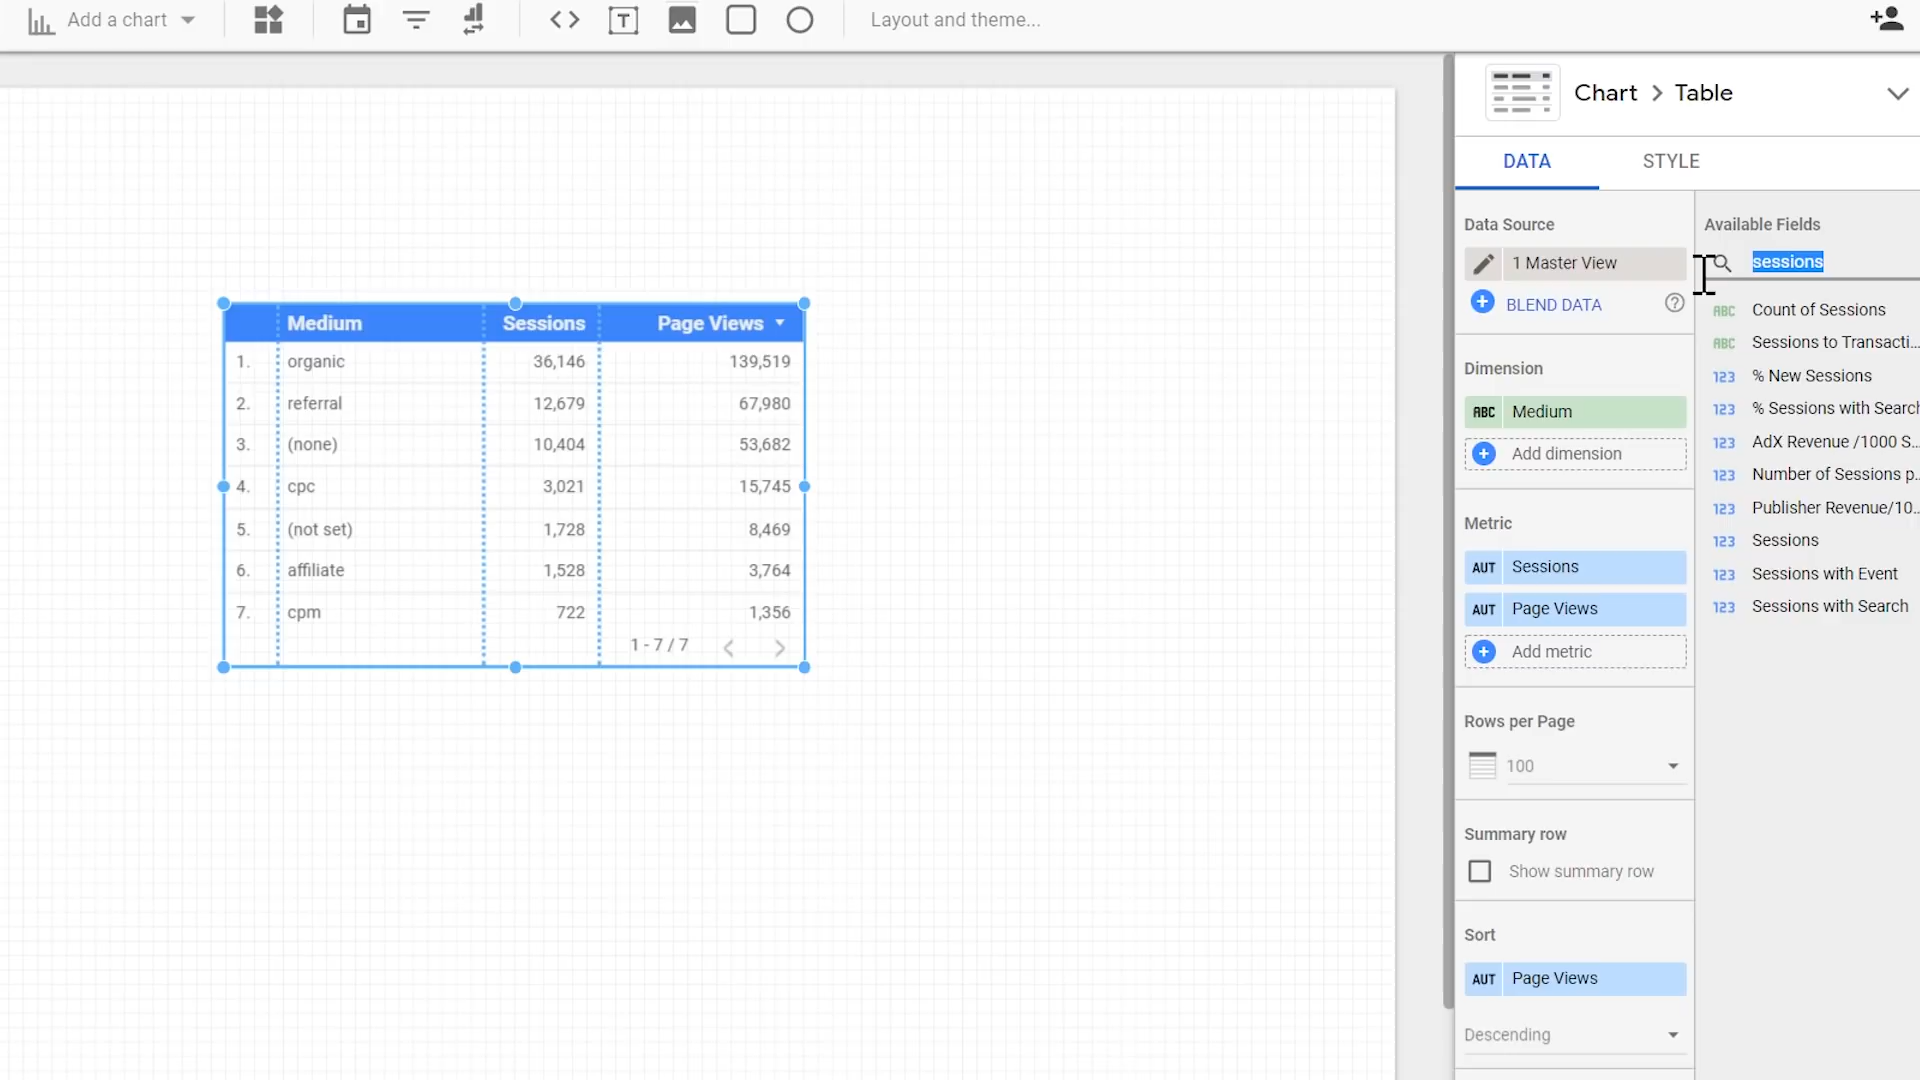 Add a chart
Layout and theme...
Chart > Table
DATA STYLE
Data Source
1 Master View
BLEND DATA
Dimension
ABC Medium
Add dimension
Metric
AUT Sessions
AUT Page Views
Add metric
Rows per Page
100
Summary row
Show summary row
Sort
AUT Page Views
Descending
Available Fields
sessions
ABC Count of Sessions
ABC Sessions to Transacti...
123 % New Sessions
123 % Sessions with Search
123 AdX Revenue /1000 S...
123 Number of Sessions p...
123 Publisher Revenue/10...
123 Sessions
123 Sessions with Event
123 Sessions with Search
Medium Sessions Page Views
1. organic 36,146 139,519
2. referral 12,679 67,980
3. (none) 10,404 53,682
4. cpc 3,021 15,745
5. (not set) 1,728 8,469
6. affiliate 1,528 3,764
7. cpm 722 1,356
1 - 7 / 7 < >